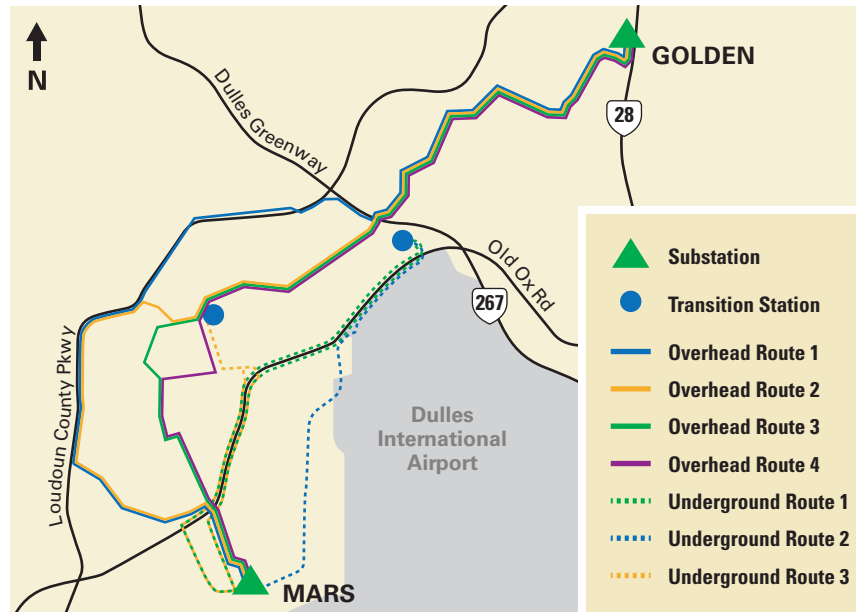 N
GOLDEN
28
Dulles Greenway
Old Ox Rd
267
Loudoun County Pkwy
Dulles
International
Airport
MARS
Substation
Transition Station
Overhead Route 1
Overhead Route 2
Overhead Route 3
Overhead Route 4
Underground Route 1
Underground Route 2
Underground Route 3